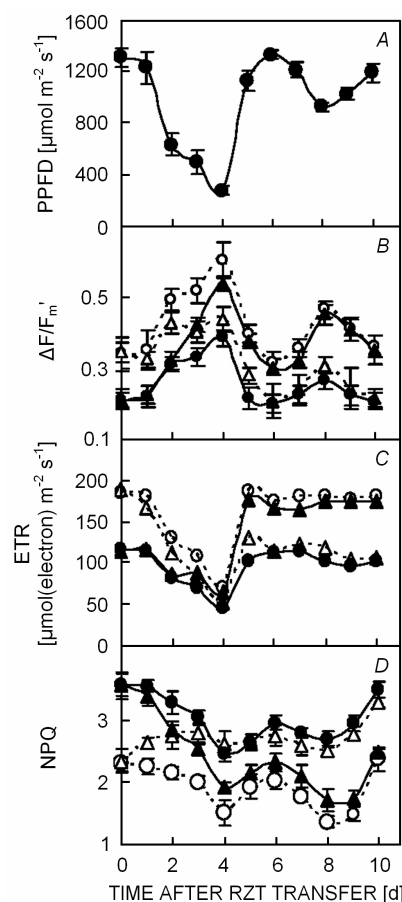 1600
A
1200
800
400
0
PPFD [µmol m⁻² s⁻¹]
B
0.5
0.3
0.1
ΔF/Fm'
C
200
150
100
50
0
ETR
[µmol(electron) m⁻² s⁻¹]
D
3
2
1
NPQ
0 2 4 6 8 10
TIME AFTER RZT TRANSFER [d